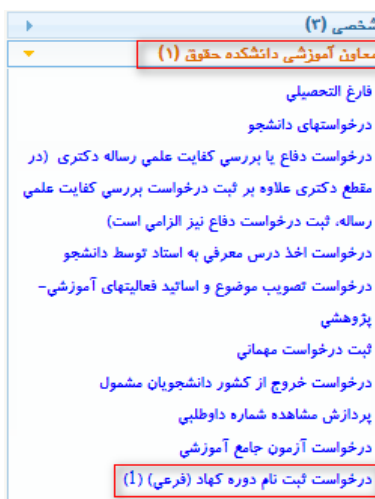 شخصی (۳)
معاون آموزشی دانشکده حقوق (۱)
فارغ التحصیلی
درخواستهای دانشجو
درخواست دفاع یا بررسی کفایت علمی رساله دکتری (در
مقطع دکتری علاوه بر ثبت درخواست بررسی کفایت علمی
رساله، ثبت درخواست دفاع نیز الزامی است)
درخواست اخذ درس معرفی به استاد توسط دانشجو
درخواست تصویب موضوع و اساتید فعالیتهای آموزشی-
پژوهشی
ثبت درخواست مهمانی
درخواست خروج از کشور دانشجویان مشمول
پردازش مشاهده شماره داوطلبی
درخواست آزمون جامع آموزشی
درخواست ثبت نام دوره کهاد (فرعی) (1)